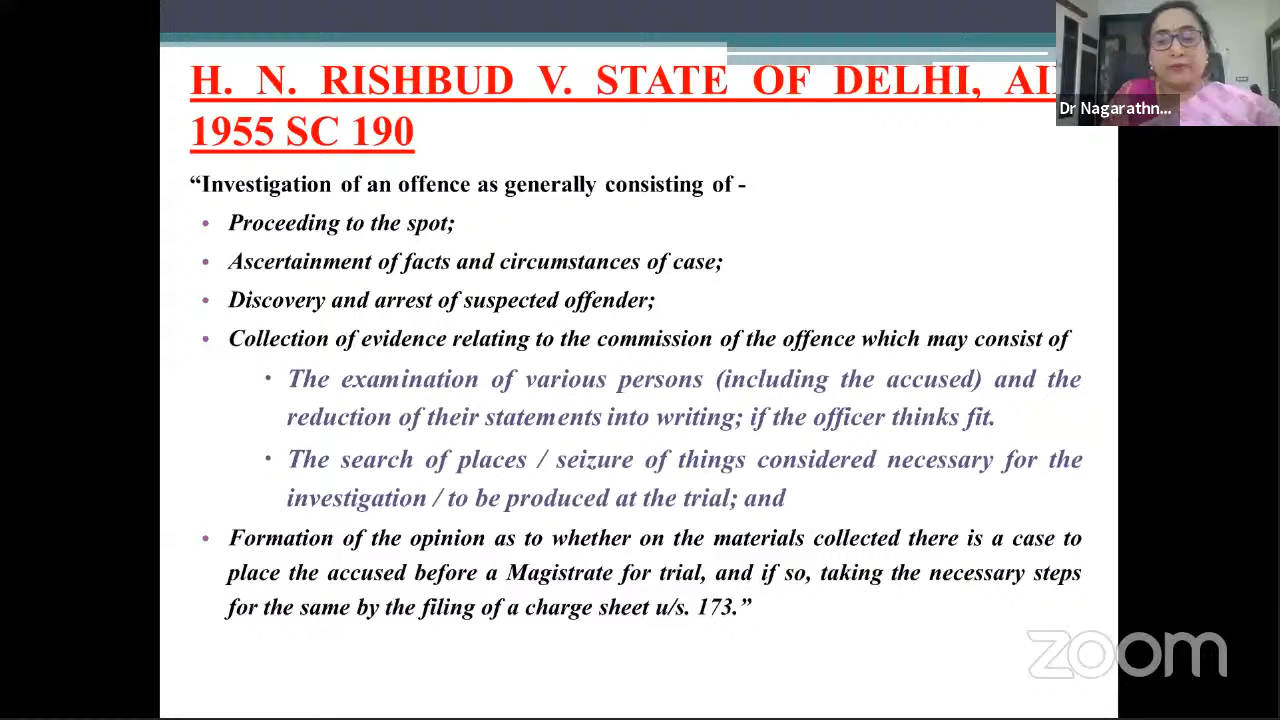 H. N. RISHBUD V. STATE OF DELHI,
1955 SC 190
“Investigation of an offence as generally consisting of -
• Proceeding to the spot;
• Ascertainment of facts and circumstances of case;
• Discovery and arrest of suspected offender;
• Collection of evidence relating to the commission of the offence which may consist of
• The examination of various persons (including the accused) and the
reduction of their statements into writing; if the officer thinks fit.
• The search of places / seizure of things considered necessary for the
investigation / to be produced at the trial; and
• Formation of the opinion as to whether on the materials collected there is a case to
place the accused before a Magistrate for trial, and if so, taking the necessary steps
for the same by the filing of a charge sheet u/s. 173.”
Dr Nagarathn...
zoom